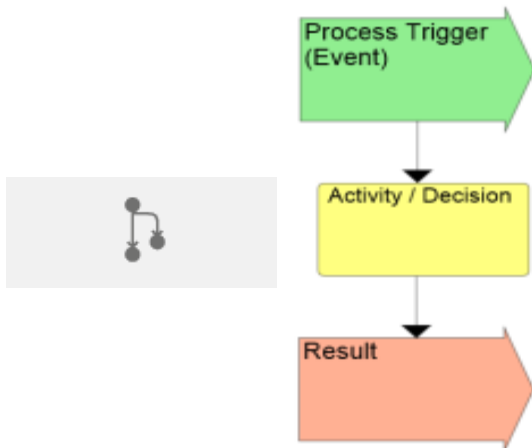 Process Trigger
(Event)
Activity / Decision
Result